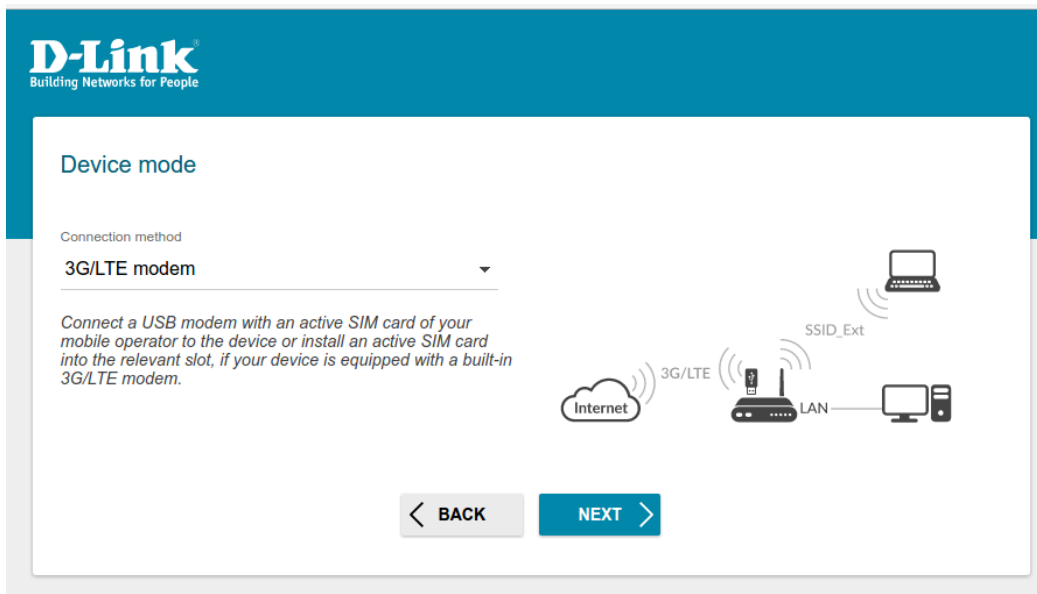 D-Link
Building Networks for People
Device mode
Connection method
3G/LTE modem
Connect a USB modem with an active SIM card of your
mobile operator to the device or install an active SIM card
into the relevant slot, if your device is equipped with a built-in
3G/LTE modem.
SSID_Ext
3G/LTE
Internet
LAN
BACK
NEXT